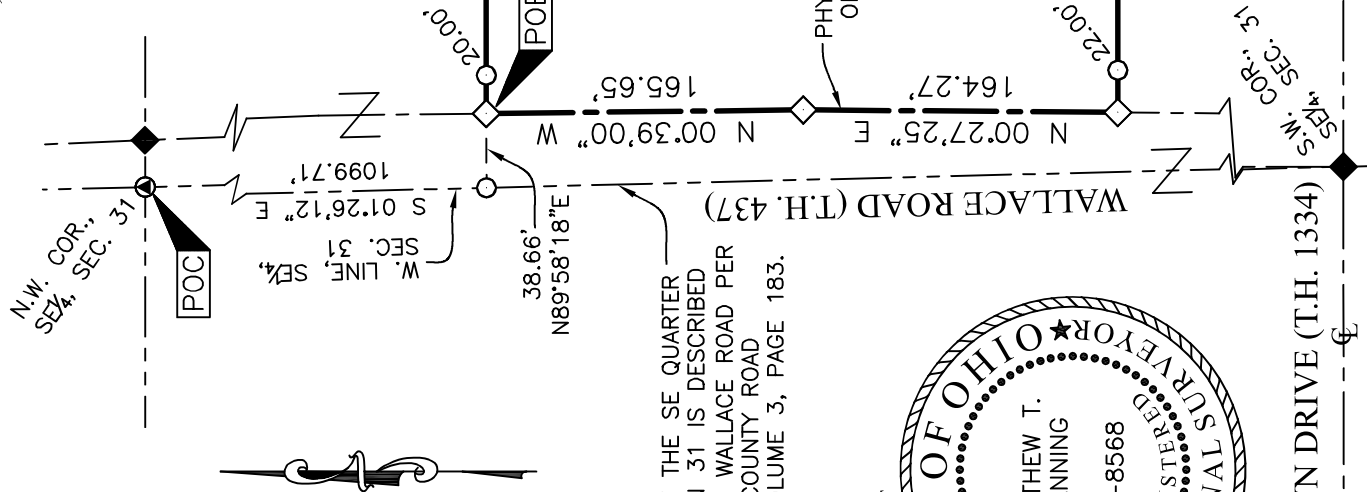 N.W. COR.,
SE¼, SEC. 31
POC
1099.71'
S 01°26'12" E
W. LINE, SE¼,
SEC. 31
20.00'
POB
38.66'
N89°58'18"E
165.65'
N 00°39'00" W
PHY
164.27'
N 00°27'25" E
22.00'
WALLACE ROAD (T.H. 437)
S.W. COR.,
SE¼, SEC. 31
THE SE QUARTER
31 IS DESCRIBED
WALLACE ROAD PER
COUNTY ROAD
LUME 3, PAGE 183.
OF OHIO
THEW T.
NNING
-8568
STERED
NAL SURVEYOR
N DRIVE (T.H. 1334)
℄